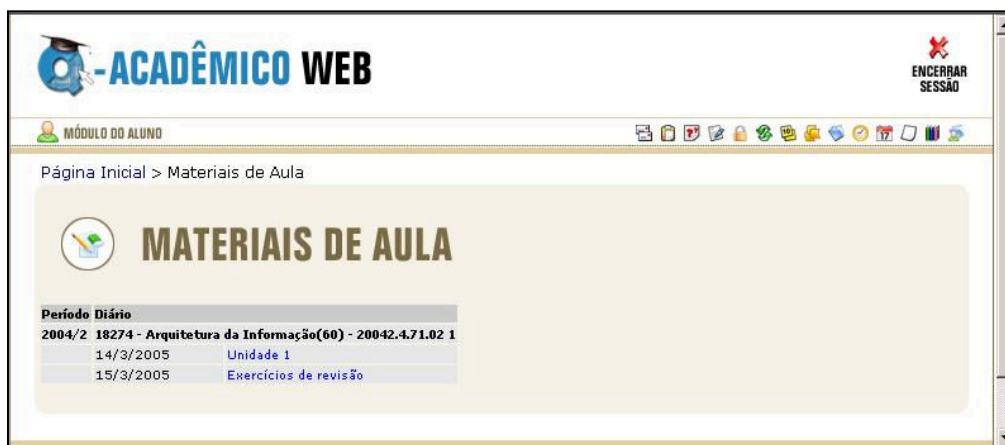 Q-ACADÊMICO WEB
ENCERRAR
SESSÃO
MÓDULO DO ALUNO
17
Página Inicial > Materiais de Aula
MATERIAIS DE AULA
Período Diário
2004/2 18274 - Arquitetura da Informação(60) - 20042.4.71.02 1
14/3/2005 Unidade 1
15/3/2005 Exercícios de revisão